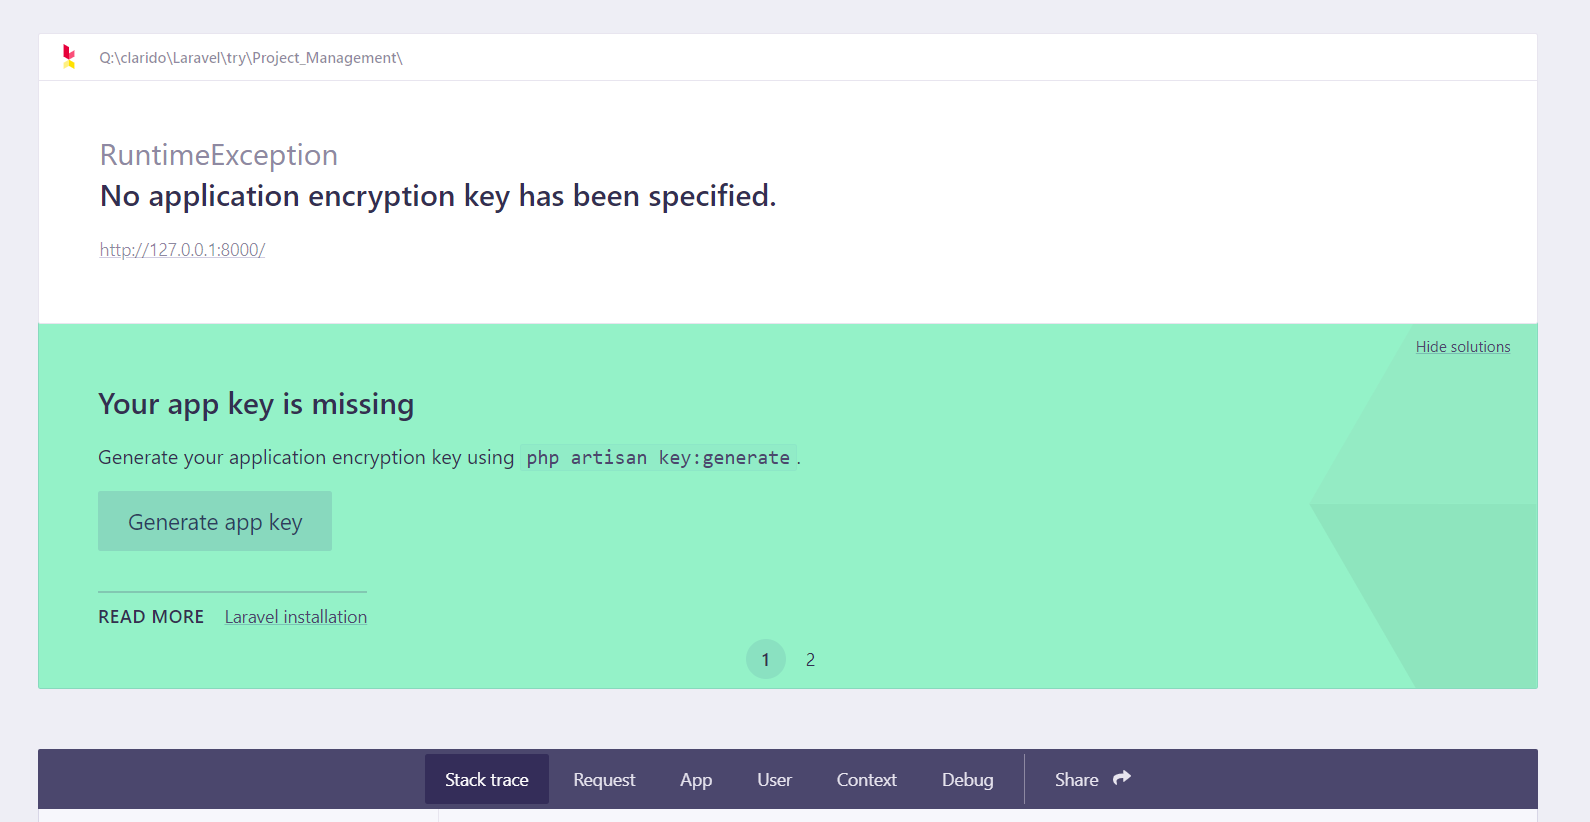 Q:\clarido\Laravel\try\Project_Management\
RuntimeException
No application encryption key has been specified.
http://127.0.0.1:8000/
Hide solutions
Your app key is missing
Generate your application encryption key using php artisan key:generate.
Generate app key
READ MORE Laravel installation
1 2
Stack trace Request App User Context Debug Share